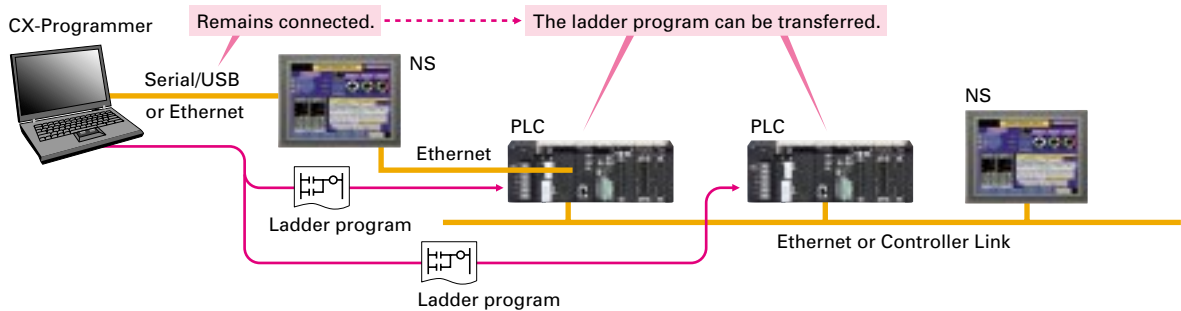 CX-Programmer
Remains connected.
The ladder program can be transferred.
Serial/USB
or Ethernet
NS
Ethernet
PLC
PLC
NS
Ladder program
Ethernet or Controller Link
Ladder program